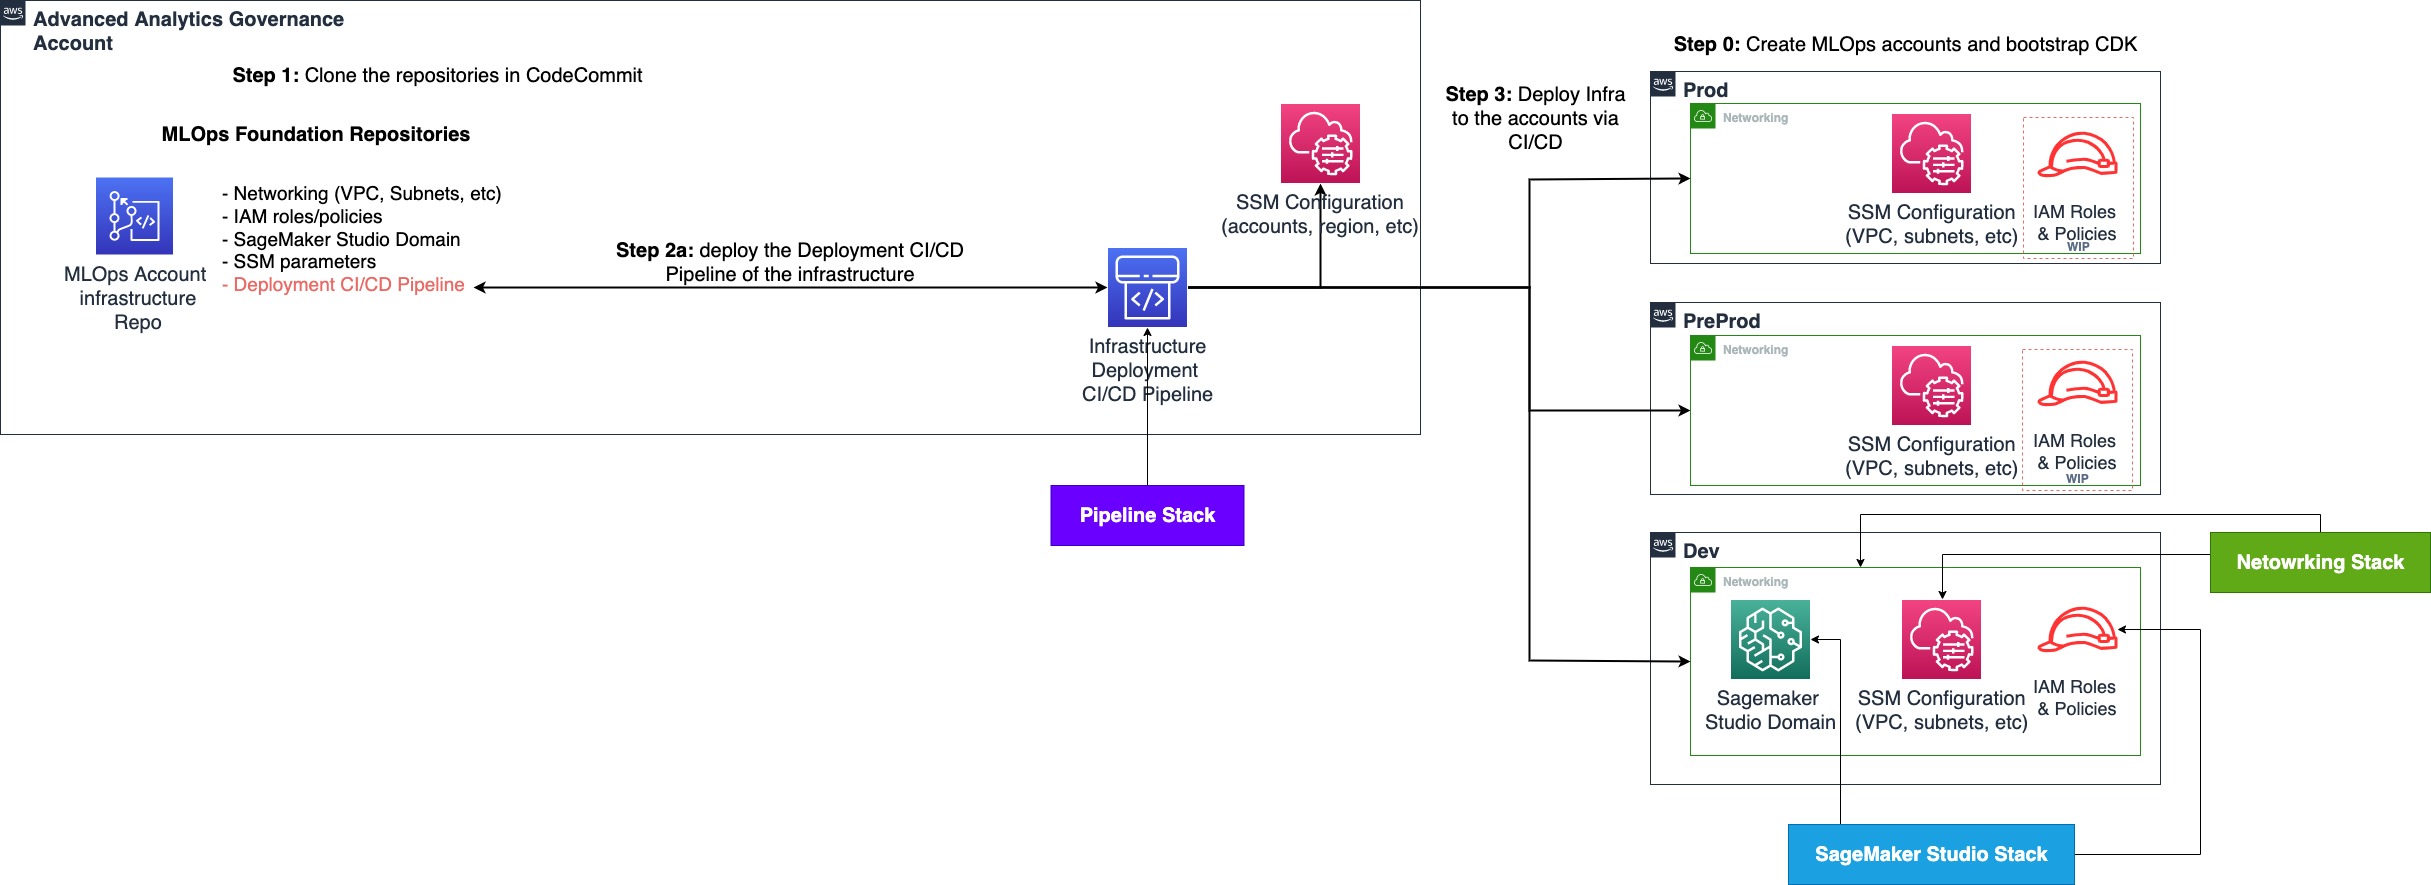 aws
Advanced Analytics Governance
Account
Step 1: Clone the repositories in CodeCommit
MLOps Foundation Repositories
- Networking (VPC, Subnets, etc)
- IAM roles/policies
- SageMaker Studio Domain
- SSM parameters
- Deployment CI/CD Pipeline
MLOps Account
infrastructure
Repo
Step 2a: deploy the Deployment CI/CD
Pipeline of the infrastructure
SSM Configuration
(accounts, region, etc)
Infrastructure
Deployment
CI/CD Pipeline
Pipeline Stack
Step 3: Deploy Infra
to the accounts via
CI/CD
Step 0: Create MLOps accounts and bootstrap CDK
aws
Prod
Networking
SSM Configuration
(VPC, subnets, etc)
IAM Roles
& Policies
WIP
aws
PreProd
Networking
SSM Configuration
(VPC, subnets, etc)
IAM Roles
& Policies
WIP
aws
Dev
Networking
Sagemaker
Studio Domain
SSM Configuration
(VPC, subnets, etc)
IAM Roles
& Policies
Netowrking Stack
SageMaker Studio Stack